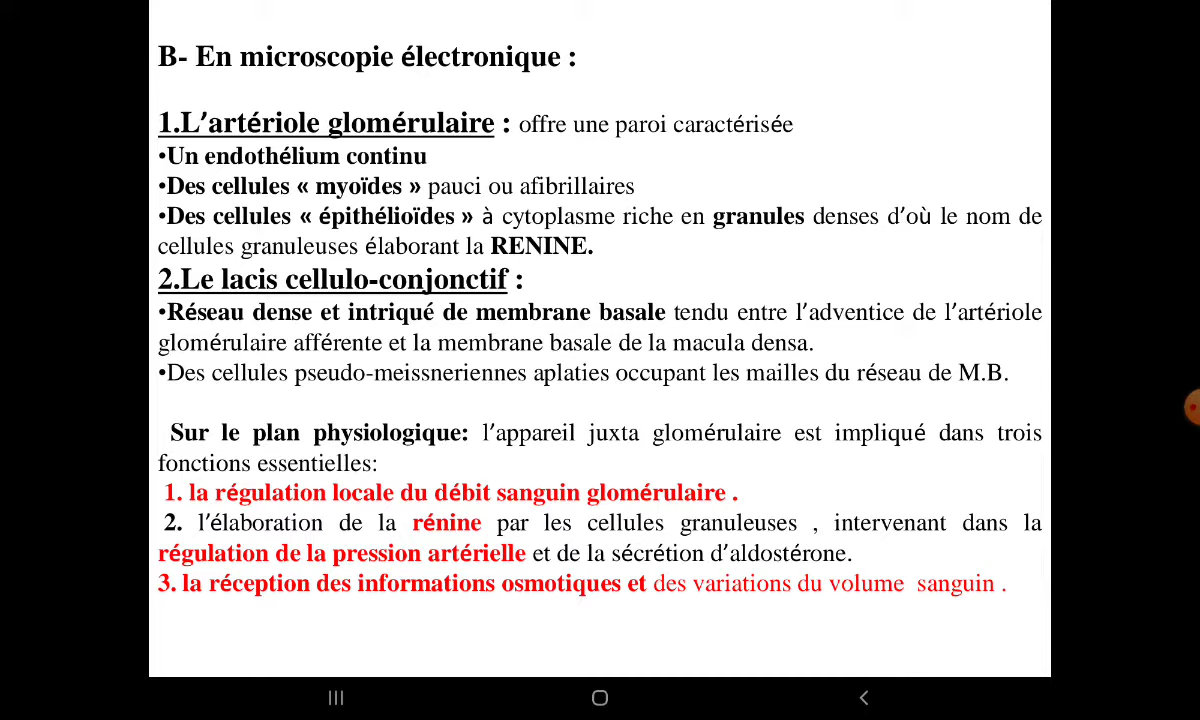 B- En microscopie électronique :
1.L’artériole glomérulaire : offre une paroi caractérisée
•Un endothélium continu
•Des cellules « myoïdes » pauci ou afibrillaires
•Des cellules « épithélioïdes » à cytoplasme riche en granules denses d’où le nom de
cellules granuleuses élaborant la RENINE.
2.Le lacis cellulo-conjonctif :
•Réseau dense et intriqué de membrane basale tendu entre l’adventice de l’artériole
glomérulaire afférente et la membrane basale de la macula densa.
•Des cellules pseudo-meissneriennes aplaties occupant les mailles du réseau de M.B.
Sur le plan physiologique: l’appareil juxta glomérulaire est impliqué dans trois
fonctions essentielles:
1. la régulation locale du débit sanguin glomérulaire .
2. l’élaboration de la rénine par les cellules granuleuses , intervenant dans la
régulation de la pression artérielle et de la sécrétion d’aldostérone.
3. la réception des informations osmotiques et des variations du volume sanguin .